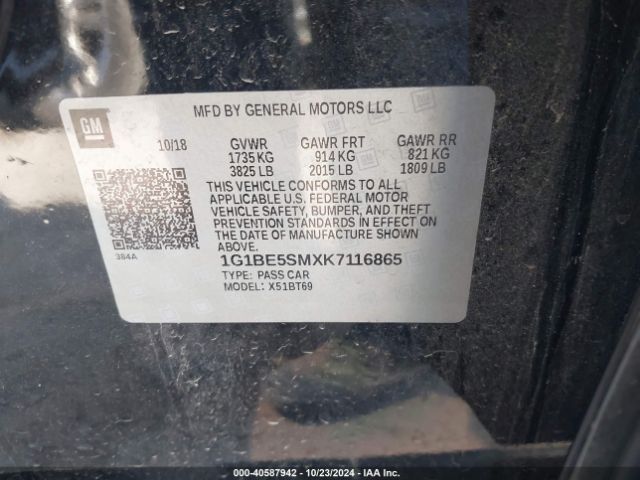 GM
MFD BY GENERAL MOTORS LLC
10/18 GVWR GAWR FRT GAWR RR
1735 KG 914 KG 821 KG
3825 LB 2015 LB 1809 LB
THIS VEHICLE CONFORMS TO ALL
APPLICABLE U.S. FEDERAL MOTOR
VEHICLE SAFETY, BUMPER, AND THEFT
PREVENTION STANDARDS IN EFFECT ON
THE DATE OF MANUFACTURE SHOWN
ABOVE.
384A
1G1BE5SMXK7116865
TYPE: PASS CAR
MODEL: X51BT69
000-40587942 • 10/23/2024 • IAA Inc.